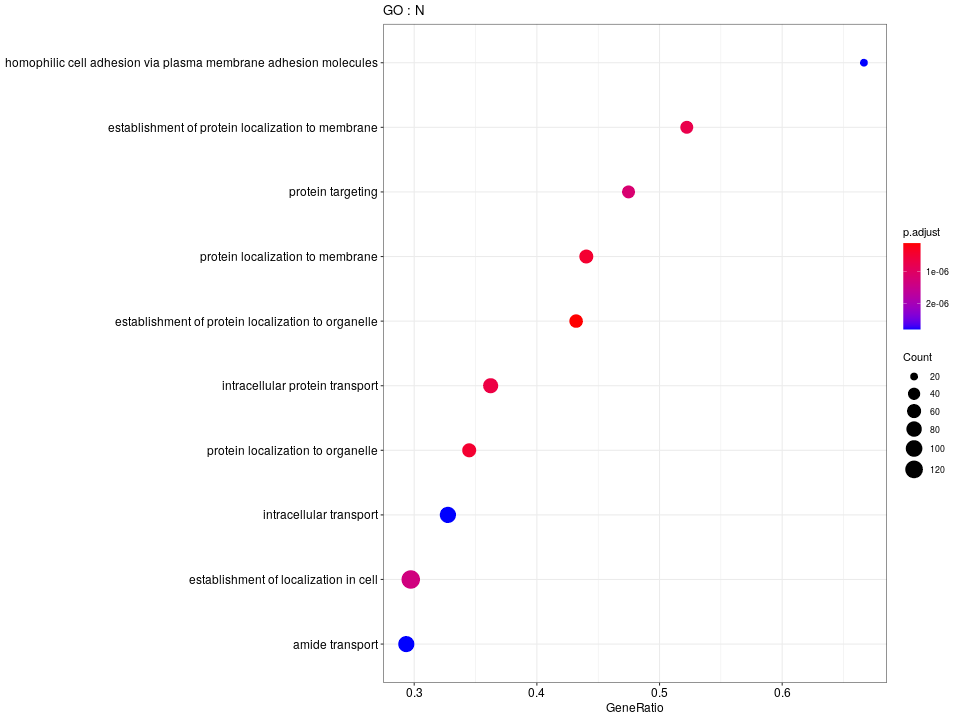 GO : N
homophilic cell adhesion via plasma membrane adhesion molecules
establishment of protein localization to membrane
protein targeting
protein localization to membrane
establishment of protein localization to organelle
intracellular protein transport
protein localization to organelle
intracellular transport
establishment of localization in cell
amide transport
0.3 0.4 0.5 0.6
GeneRatio
p.adjust
1e-06
2e-06
Count
20
40
60
80
100
120